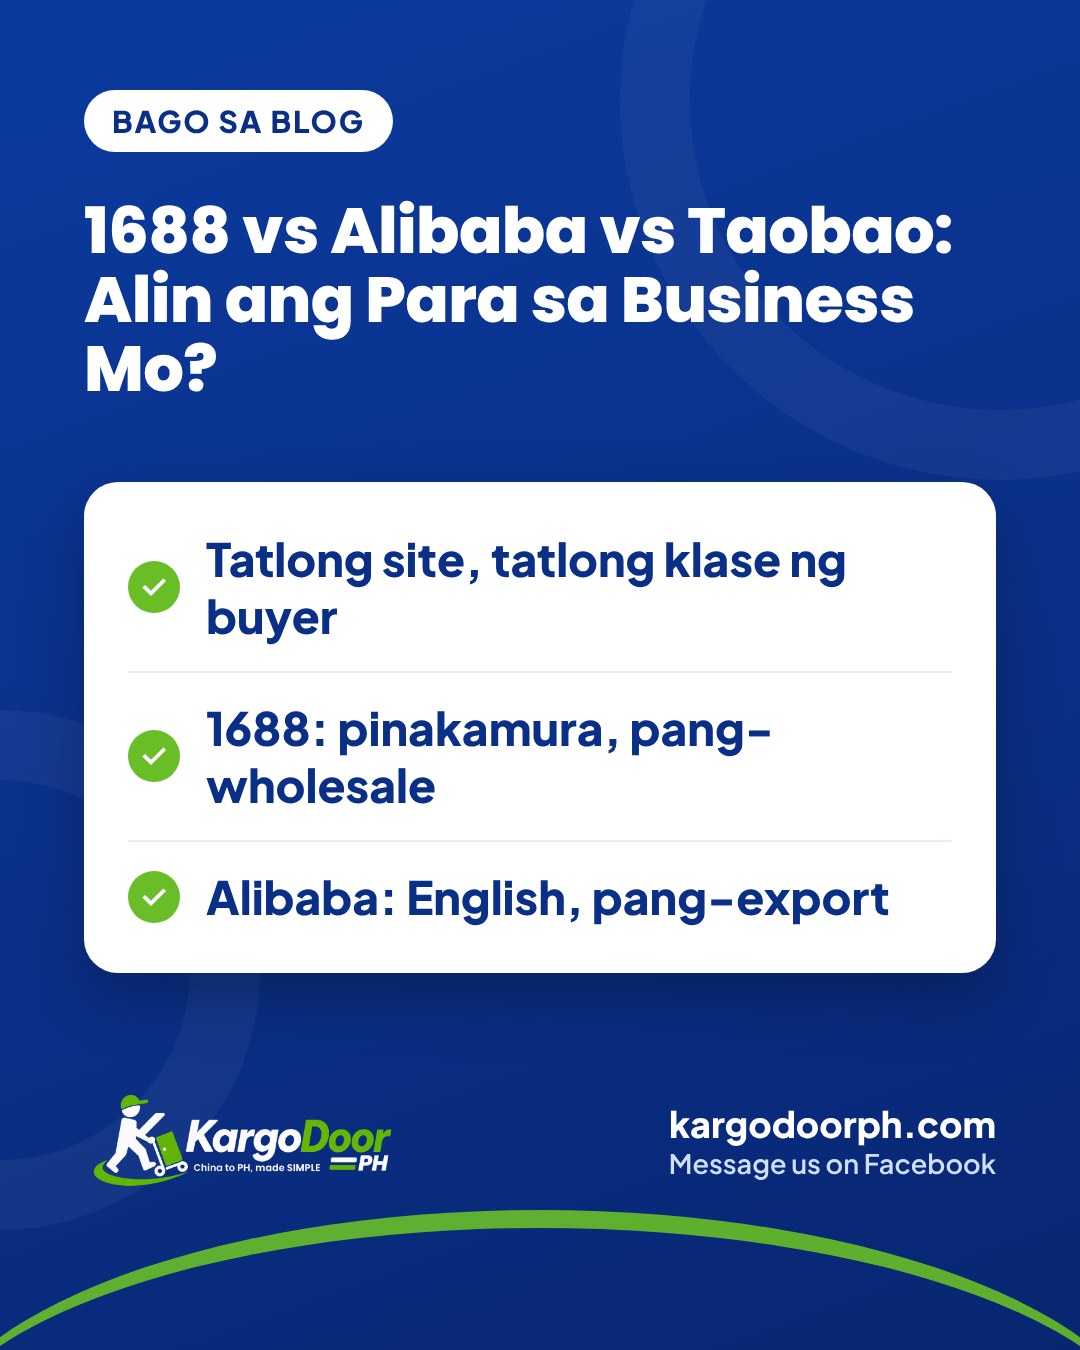 BAGO SA BLOG
1688 vs Alibaba vs Taobao:
Alin ang Para sa Business
Mo?
Tatlong site, tatlong klase ng
buyer
1688: pinakamura, pang-
wholesale
Alibaba: English, pang-export
KargoDoor
China to PH, made SIMPLE
PH
kargodoorph.com
Message us on Facebook